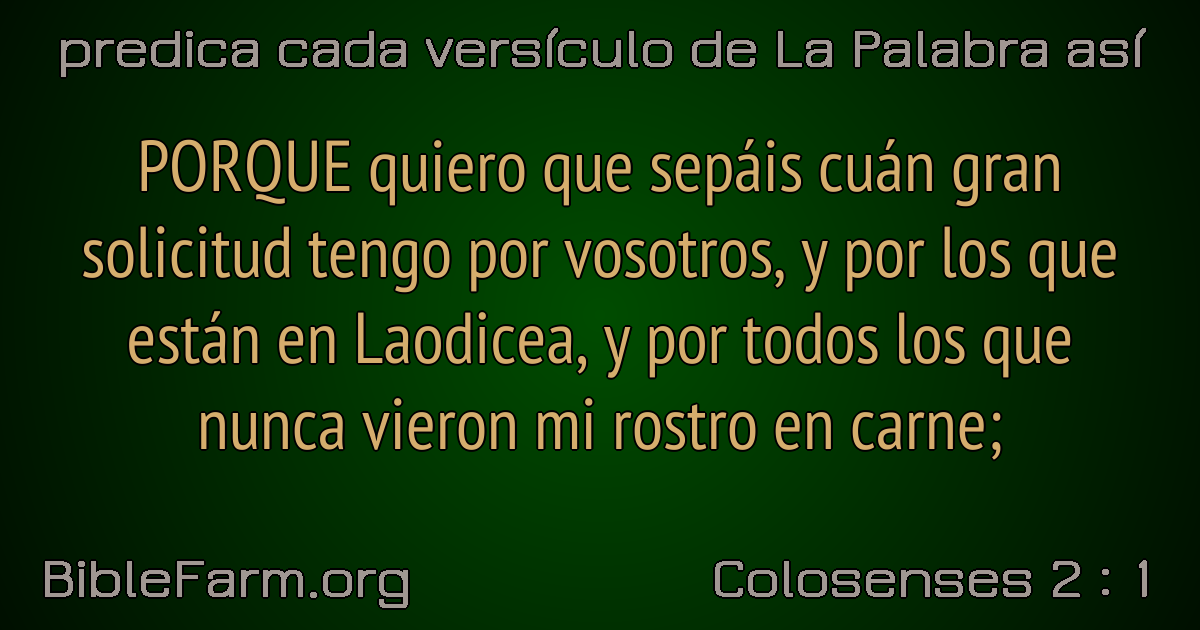 predica cada versículo de La Palabra así
PORQUE quiero que sepáis cuán gran
solicitud tengo por vosotros, y por los que
están en Laodicea, y por todos los que
nunca vieron mi rostro en carne;
BibleFarm.org
Colosenses 2 : 1